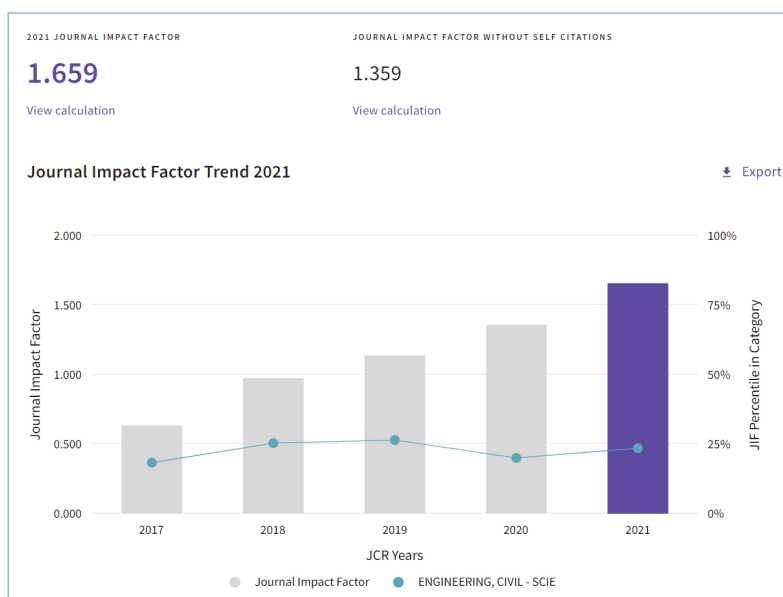 2021 JOURNAL IMPACT FACTOR
JOURNAL IMPACT FACTOR WITHOUT SELF CITATIONS
1.659
1.359
View calculation
View calculation
Journal Impact Factor Trend 2021
Export
2.000
100%
1.500
75%
1.000
50%
0.500
25%
0.000
0%
Journal Impact Factor
JIF Percentile in Category
2017
2018
2019
2020
2021
JCR Years
Journal Impact Factor
ENGINEERING, CIVIL - SCIE